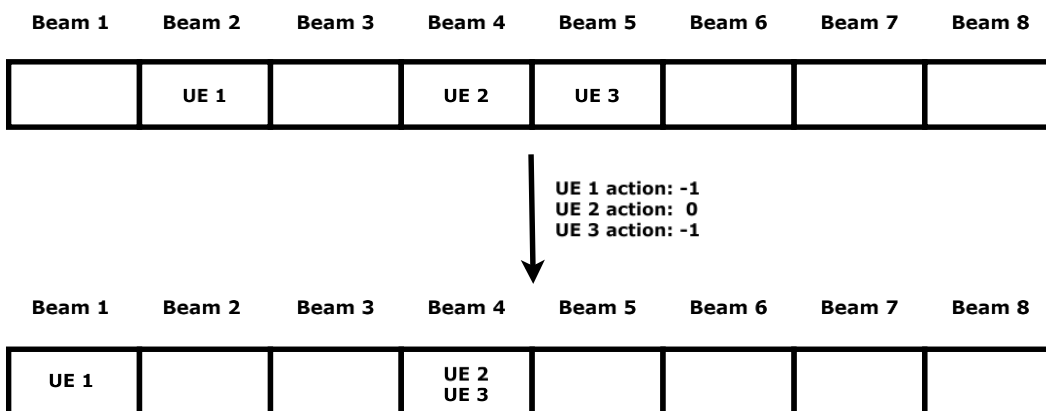 Beam 1 Beam 2 Beam 3 Beam 4 Beam 5 Beam 6 Beam 7 Beam 8
UE 1 UE 2 UE 3
UE 1 action: -1
UE 2 action: 0
UE 3 action: -1
Beam 1 Beam 2 Beam 3 Beam 4 Beam 5 Beam 6 Beam 7 Beam 8
UE 1
UE 2
UE 3